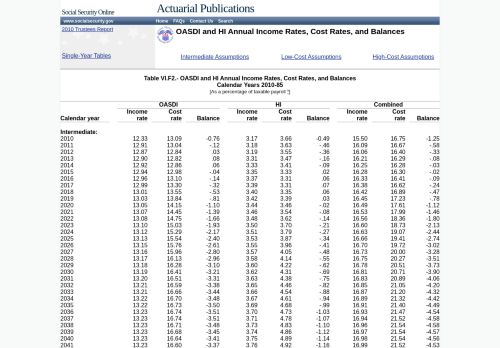 Social Security Online
Actuarial Publications
www.socialsecurity.gov Home FAQs Contact Us Search
2010 Trustees Report
OASDI and HI Annual Income Rates, Cost Rates, and Balances
Single-Year Tables Intermediate Assumptions Low-Cost Assumptions High-Cost Assumptions
Table VI.F2.- OASDI and HI Annual Income Rates, Cost Rates, and Balances
Calendar Years 2010-85
[As a percentage of taxable payroll
OASDI HI Combined
Calendar year Income rate Cost rate Balance Income rate Cost rate Balance Income rate Cost rate Balance
Intermediate:
2010 12.33 13.09 -0.76 3.17 3.66 -0.49 15.50 16.75 -1.25
2011 12.91 13.04 -.12 3.18 3.63 -.46 16.09 16.67 -.58
2012 12.87 12.84 .03 3.19 3.55 -.36 16.06 16.40 -.33
2013 12.90 12.82 .08 3.31 3.47 -.16 16.21 16.29 -.08
2014 12.92 12.86 .06 3.33 3.41 -.09 16.25 16.28 -.03
2015 12.94 12.98 -.04 3.35 3.33 .02 16.28 16.30 -.02
2016 12.96 13.10 -.14 3.37 3.31 .06 16.33 16.41 -.09
2017 12.99 13.30 -.32 3.39 3.31 .07 16.38 16.62 -.24
2018 13.01 13.55 -.53 3.40 3.35 .06 16.42 16.89 -.47
2019 13.03 13.84 -.81 3.42 3.39 .03 16.45 17.23 -.78
2020 13.05 14.15 -1.10 3.44 3.46 -.02 16.49 17.61 -1.12
2021 13.07 14.45 -1.39 3.46 3.54 -.08 16.53 17.99 -1.46
2022 13.08 14.75 -1.66 3.48 3.62 -.14 16.56 18.36 -1.80
2023 13.10 15.03 -1.93 3.50 3.70 -.21 16.60 18.73 -2.13
2024 13.12 15.29 -2.17 3.51 3.79 -.27 16.63 19.07 -2.44
2025 13.13 15.54 -2.40 3.53 3.87 -.34 16.66 19.41 -2.74
2026 13.15 15.76 -2.61 3.55 3.96 -.41 16.70 19.72 -3.02
2027 13.16 15.96 -2.80 3.57 4.05 -.48 16.73 20.00 -3.28
2028 13.17 16.13 -2.96 3.58 4.14 -.55 16.75 20.27 -3.51
2029 13.18 16.28 -3.10 3.60 4.22 -.62 16.78 20.51 -3.73
2030 13.19 16.41 -3.21 3.62 4.31 -.69 16.81 20.71 -3.90
2031 13.20 16.51 -3.31 3.63 4.38 -.75 16.83 20.89 -4.06
2032 13.21 16.59 -3.38 3.65 4.46 -.82 16.85 21.05 -4.20
2033 13.21 16.66 -3.44 3.66 4.54 -.88 16.87 21.20 -4.32
2034 13.22 16.70 -3.48 3.67 4.61 -.94 16.89 21.32 -4.42
2035 13.22 16.73 -3.50 3.69 4.68 -.99 16.91 21.40 -4.49
2036 13.23 16.74 -3.51 3.70 4.73 -1.03 16.93 21.47 -4.54
2037 13.23 16.74 -3.51 3.71 4.78 -1.07 16.94 21.52 -4.58
2038 13.23 16.71 -3.48 3.73 4.83 -1.10 16.96 21.54 -4.58
2039 13.23 16.68 -3.45 3.74 4.86 -1.12 16.97 21.54 -4.57
2040 13.23 16.64 -3.41 3.75 4.89 -1.14 16.98 21.54 -4.56
2041 13.23 16.60 -3.37 3.76 4.92 -1.16 16.99 21.52 -4.53